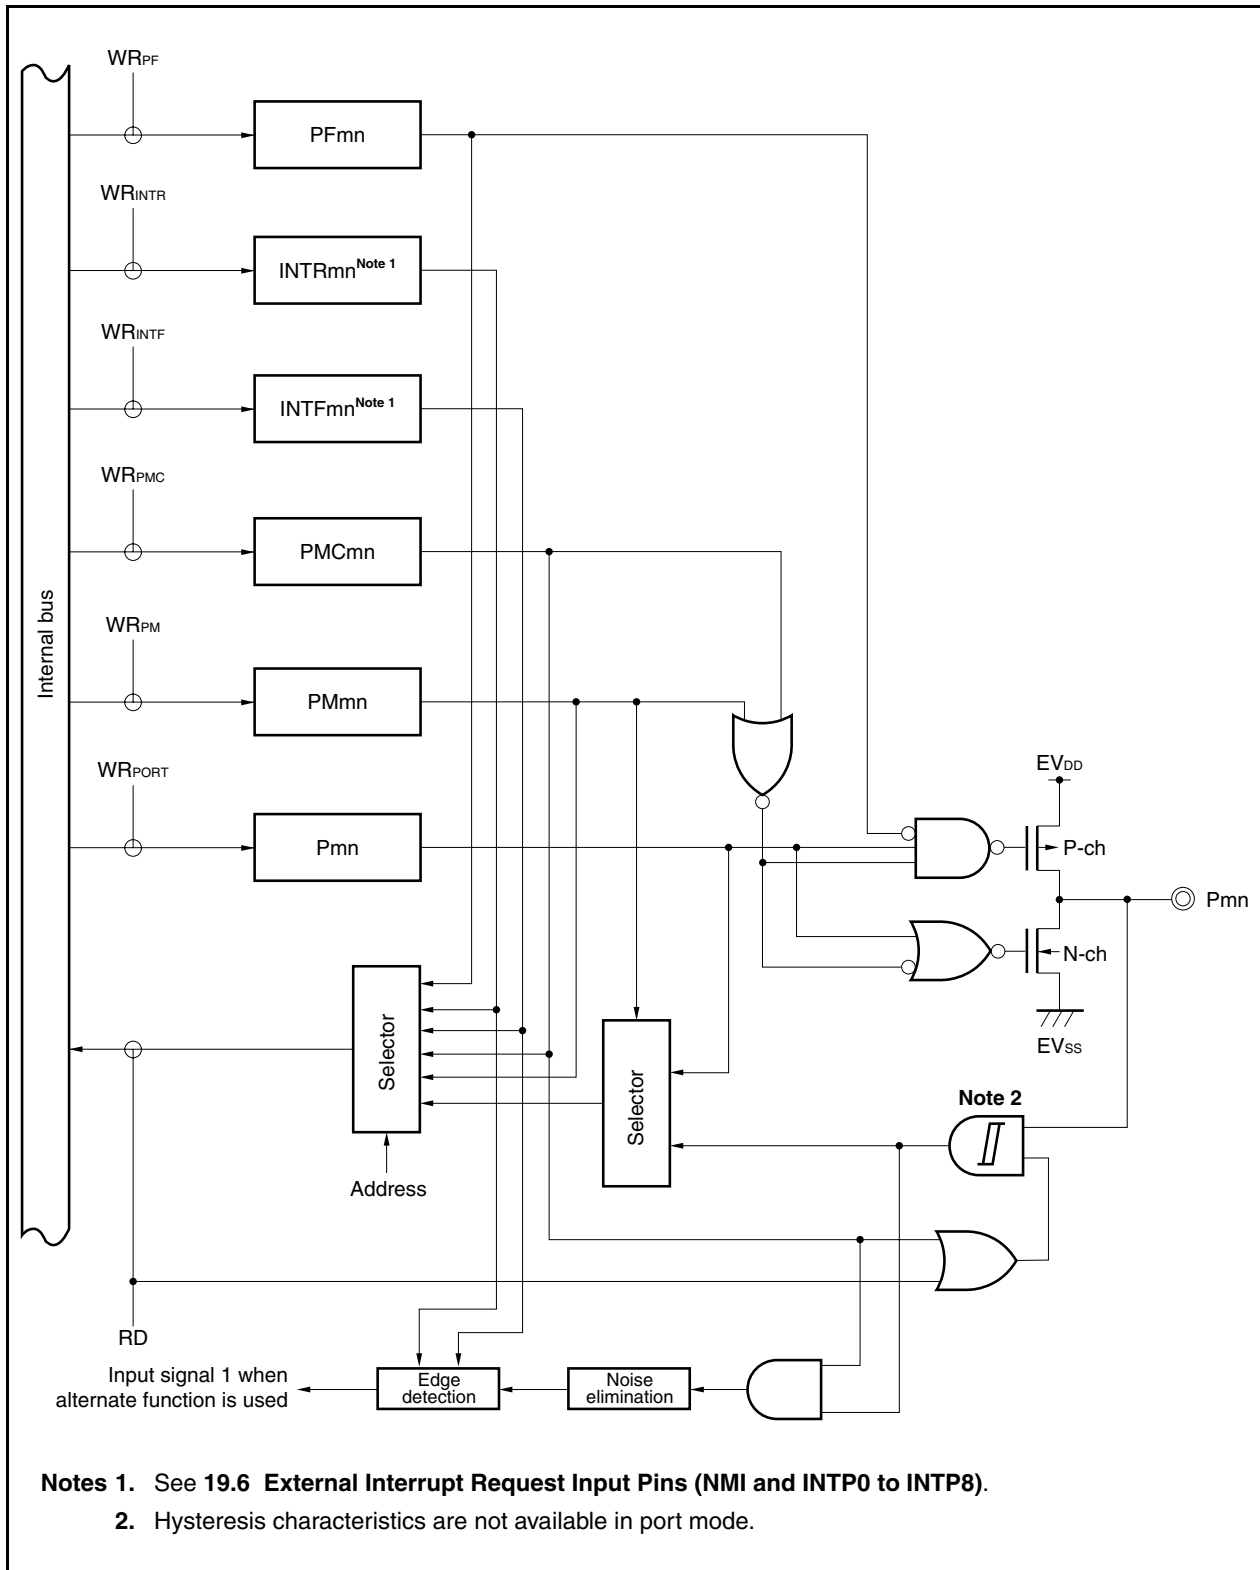 WRPF
PFmn
WRINTR
INTRmnNote 1
WRINTF
INTFmnNote 1
WRPMC
PMCmn
Internal bus
WRPM
PMmn
WRPORT
Pmn
EVDD
P-ch
Pmn
N-ch
EVSS
Selector
Selector
Note 2
Address
RD
Input signal 1 when
alternate function is used
Edge
detection
Noise
elimination
Notes 1. See 19.6 External Interrupt Request Input Pins (NMI and INTP0 to INTP8).
2. Hysteresis characteristics are not available in port mode.